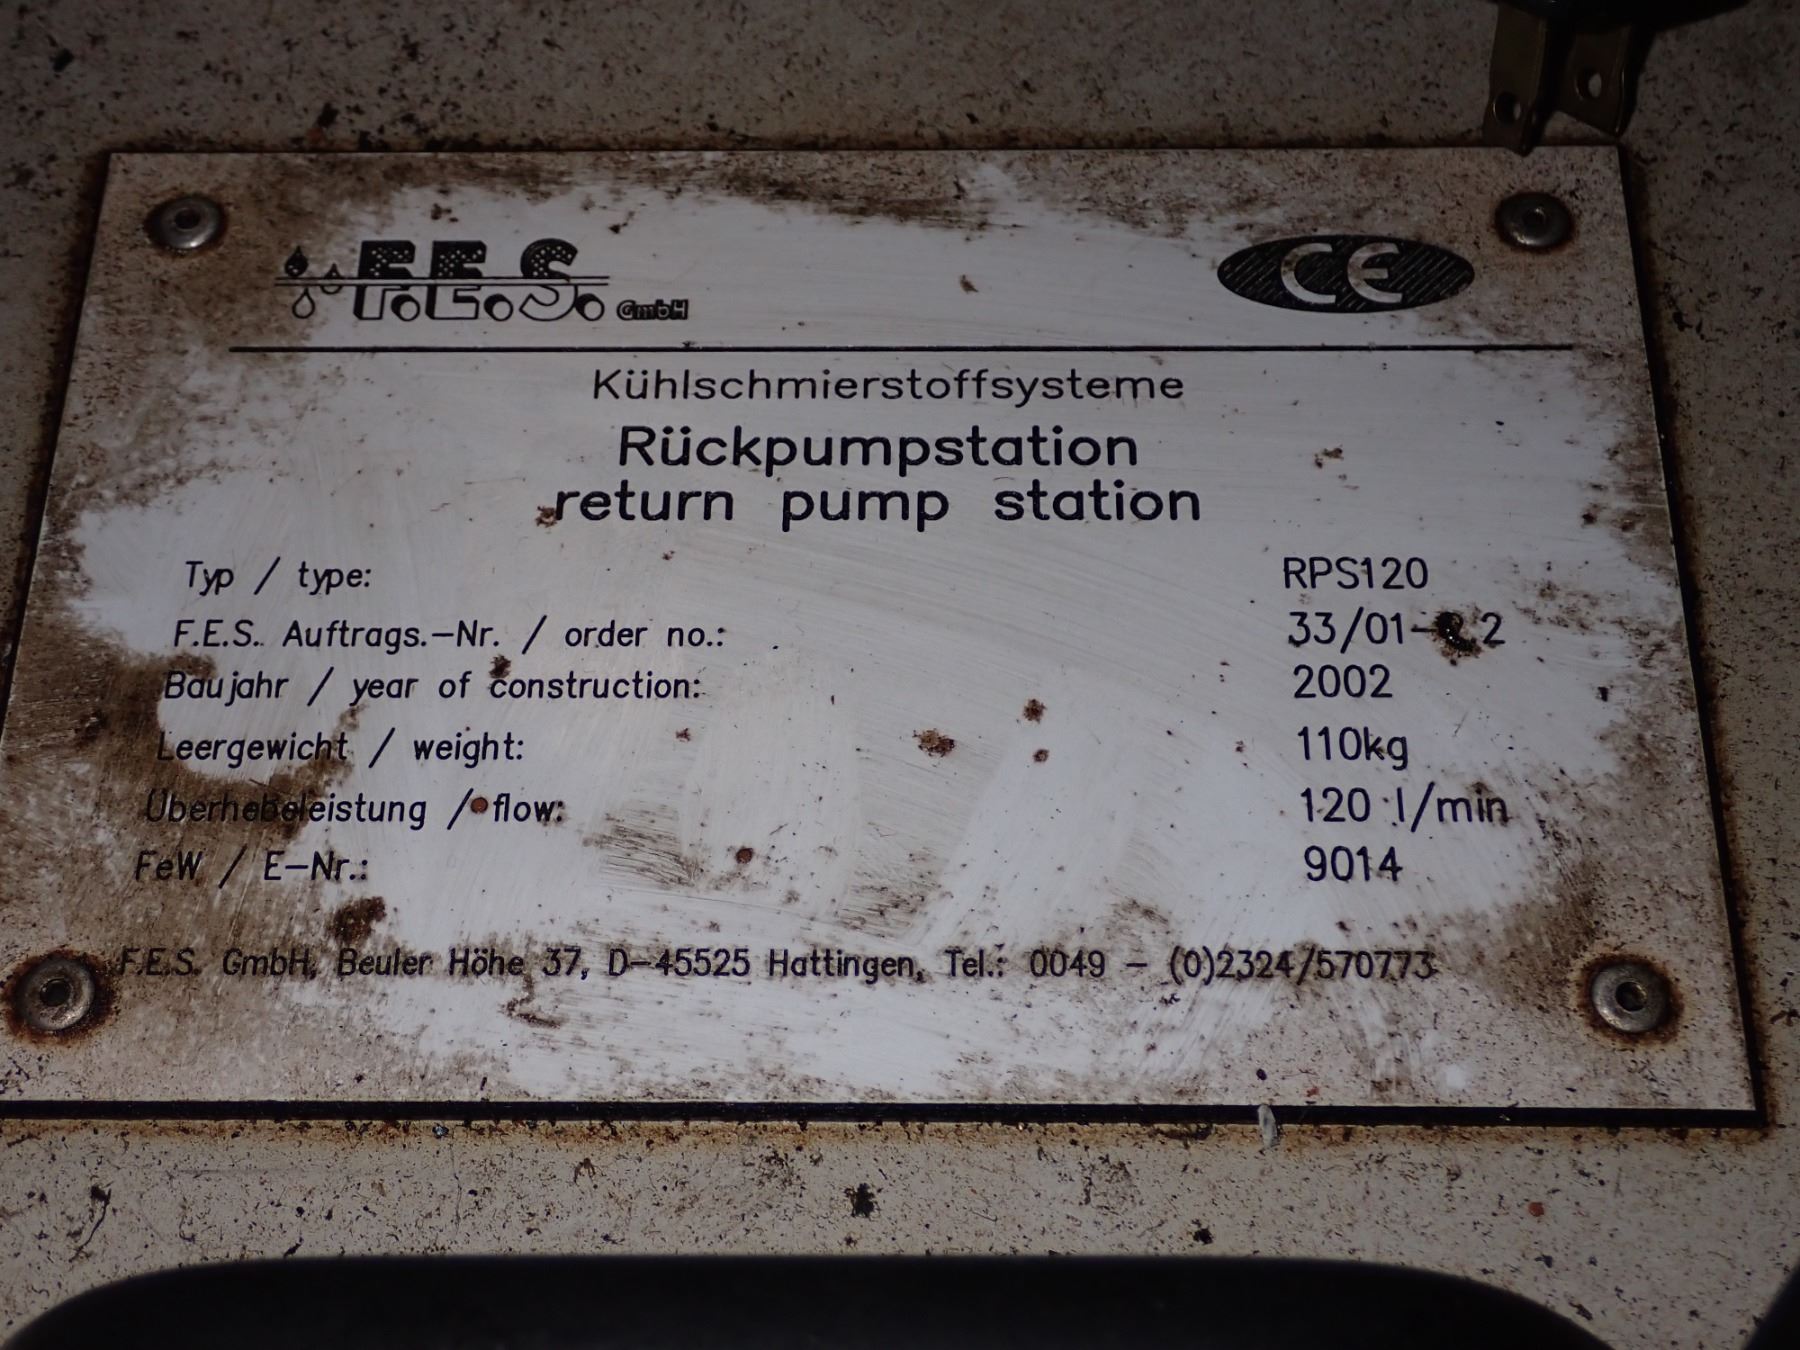 F.E.S. GmbH CE
Kühlschmierstoffsysteme
Rückpumpstation
return pump station
Typ / type: RPS120
F.E.S. Auftrags.-Nr. / order no.:
Baujahr / year of construction: 2002
Leergewicht / weight: 110kg
Überhebeleistung / flow: 120 l/min
FeW / E-Nr.: 9014
F.E.S. GmbH, Beuler Höhe 37, D-45525 Hattingen, Tel.: 0049 - (0)2324/570773